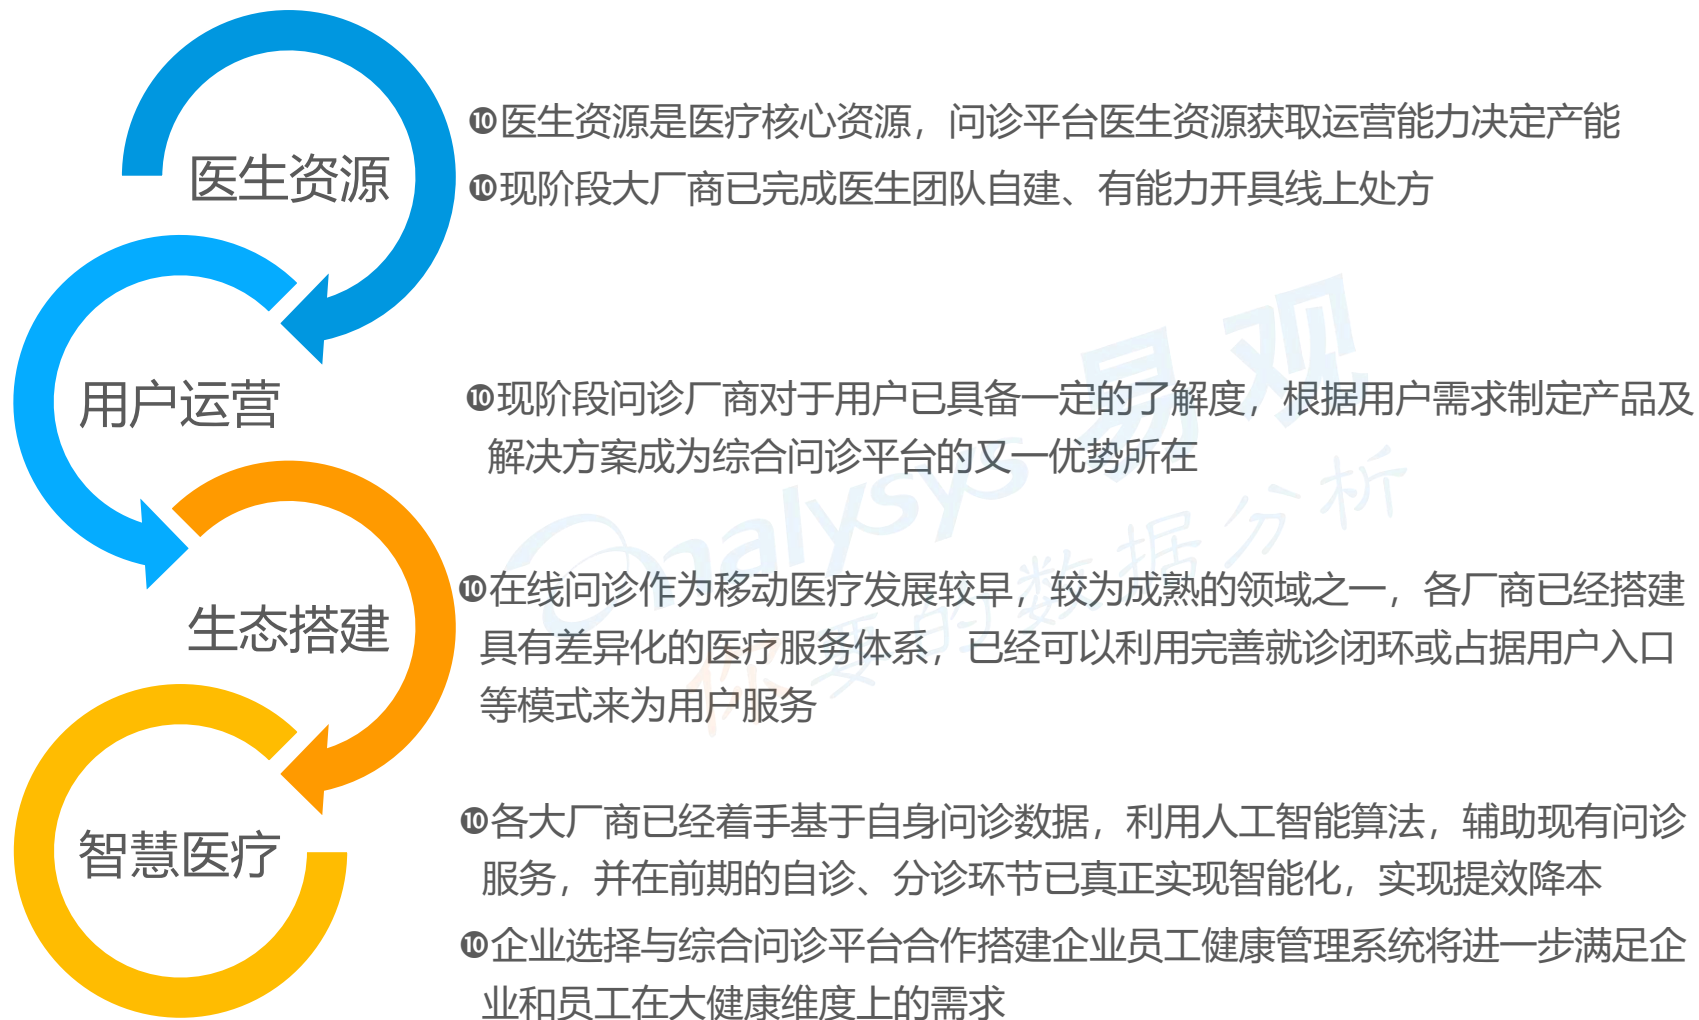 医生资源
❿医生资源是医疗核心资源，问诊平台医生资源获取运营能力决定产能
❿现阶段大厂商已完成医生团队自建、有能力开具线上处方
用户运营
❿现阶段问诊厂商对于用户已具备一定的了解度，根据用户需求制定产品及
解决方案成为综合问诊平台的又一优势所在
生态搭建
❿在线问诊作为移动医疗发展较早，较为成熟的领域之一，各厂商已经搭建
具有差异化的医疗服务体系，已经可以利用完善就诊闭环或占据用户入口
等模式来为用户服务
智慧医疗
❿各大厂商已经着手基于自身问诊数据，利用人工智能算法，辅助现有问诊
服务，并在前期的自诊、分诊环节已真正实现智能化，实现提效降本
❿企业选择与综合问诊平台合作搭建企业员工健康管理系统将进一步满足企
业和员工在大健康维度上的需求
analysys 易观
你要的数据分析